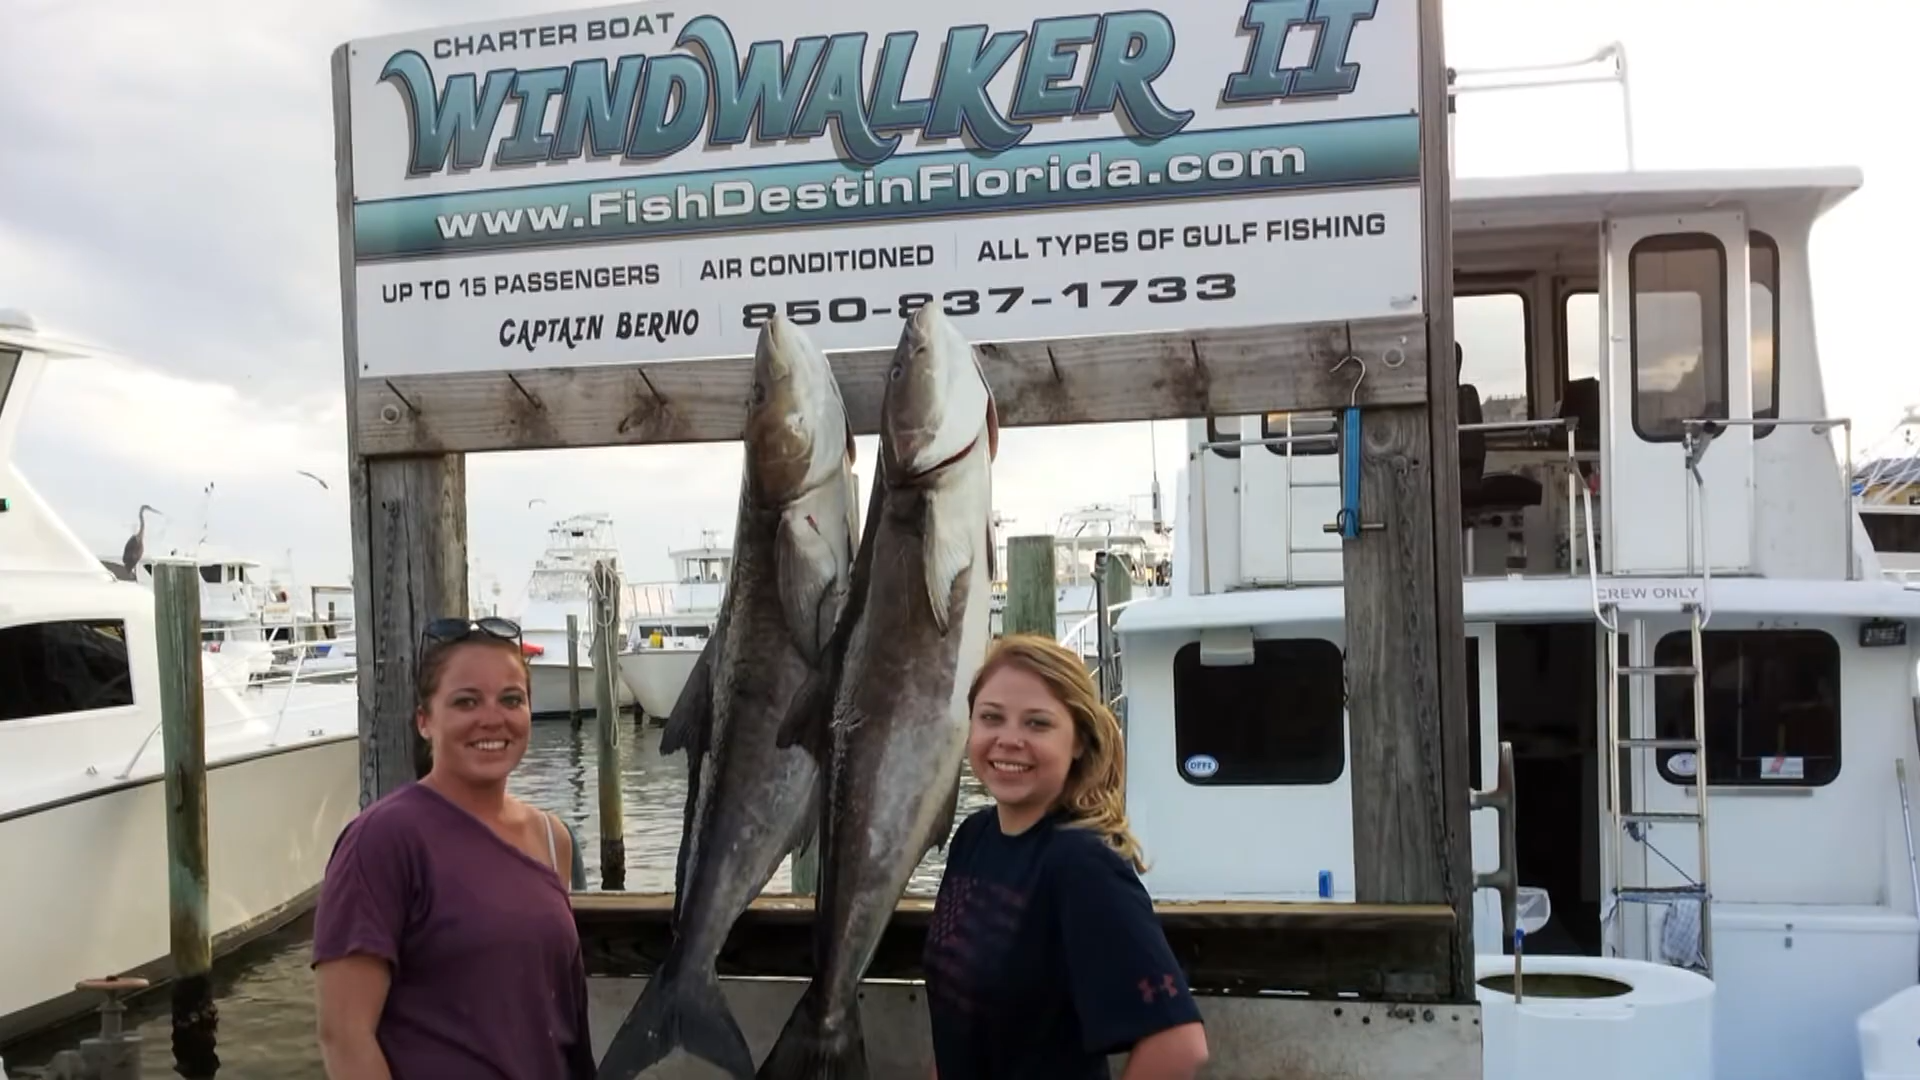 CHARTER BOAT
WINDWALKER II
www.FishDestinFlorida.com
UP TO 15 PASSENGERS AIR CONDITIONED ALL TYPES OF GULF FISHING
CAPTAIN BERNO 850-837-1733
CREW ONLY